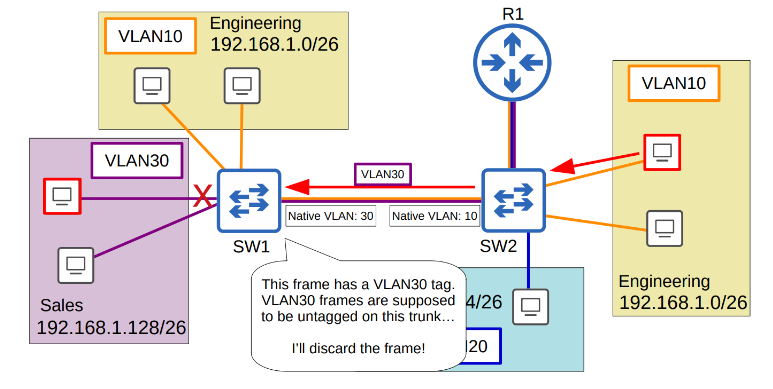 R1
Engineering
192.168.1.0/26
VLAN10
VLAN10
VLAN30
VLAN30
Native VLAN: 30
Native VLAN: 10
SW1
SW2
This frame has a VLAN30 tag.
VLAN30 frames are supposed
to be untagged on this trunk…
I'll discard the frame!
Sales
192.168.1.128/26
4/26
N20
Engineering
192.168.1.0/26
X